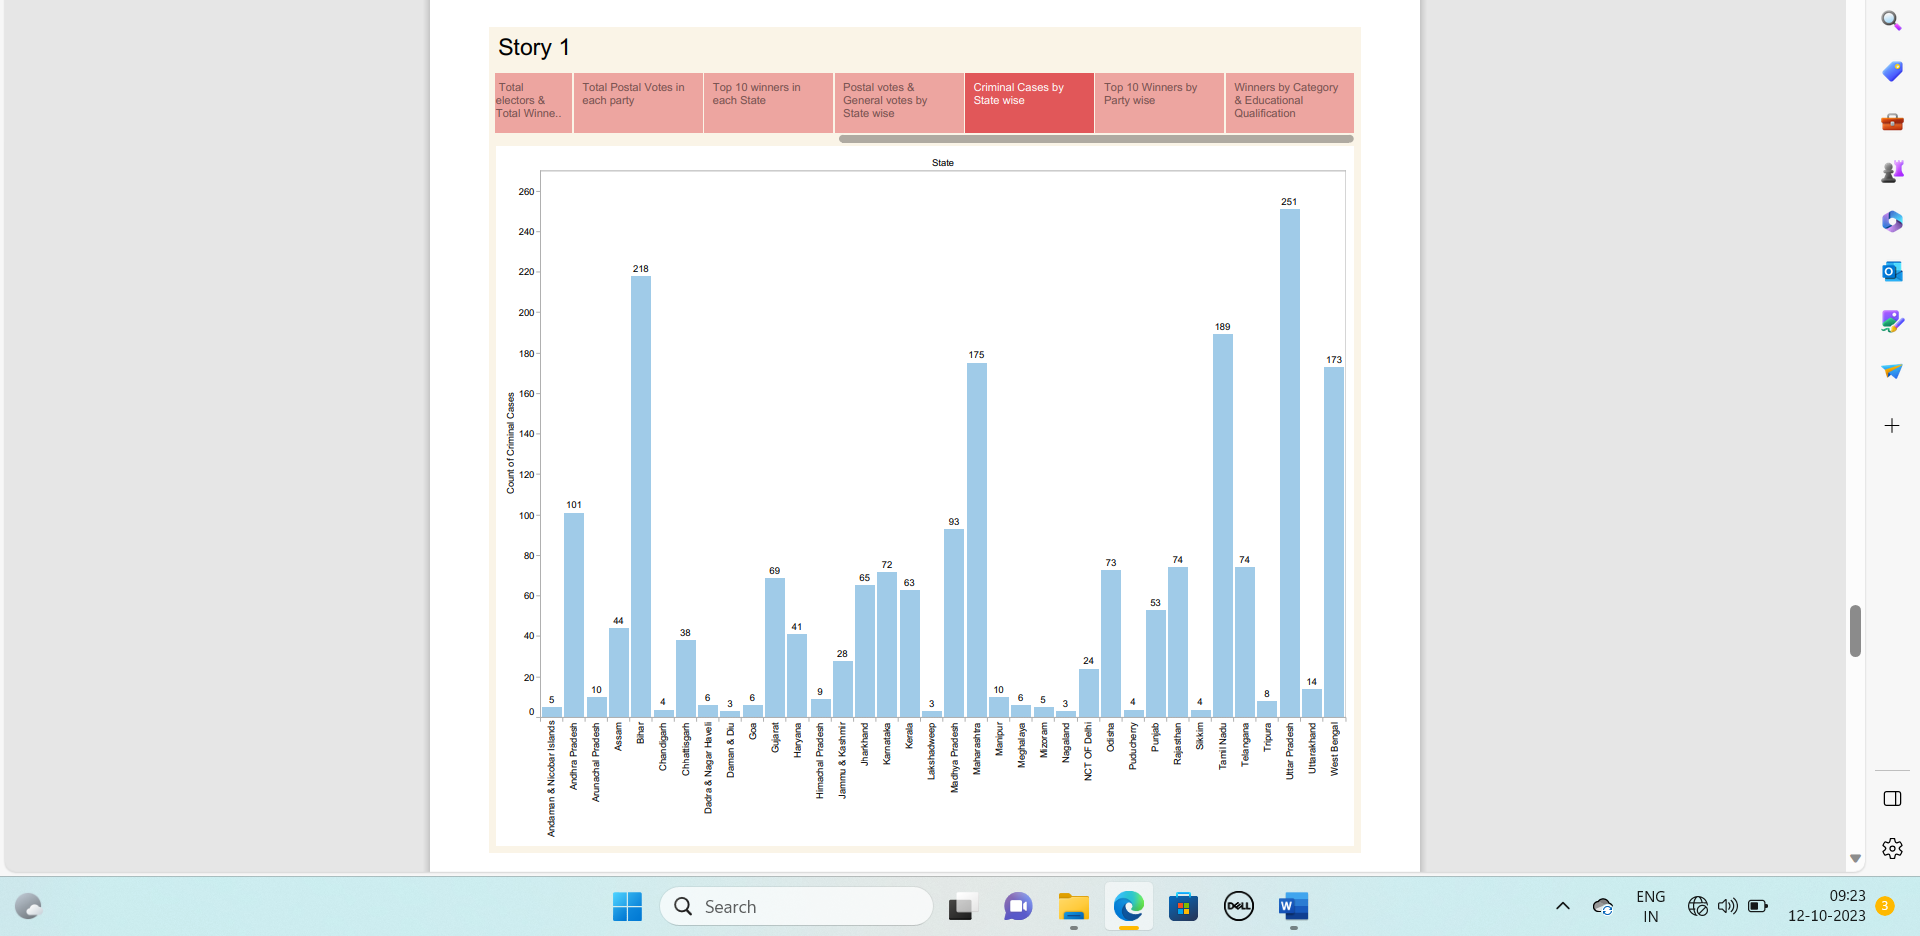 Story 1
Total
electors &
Total Winne..
Total Postal Votes in
each party
Top 10 winners in
each State
Postal votes &
General votes by
State wise
Criminal Cases by
State wise
Top 10 Winners by
Party wise
Winners by Category
& Educational
Qualification
State
Count of Criminal Cases
260
240
220
200
180
160
140
120
100
80
60
40
20
0
5
101
10
44
218
4
38
6
3
6
69
41
9
28
65
72
63
3
93
175
10
6
5
3
24
73
4
53
74
4
189
74
8
251
14
173
Andaman & Nicobar Islands
Andhra Pradesh
Arunachal Pradesh
Assam
Bihar
Chandigarh
Chhattisgarh
Dadra & Nagar Haveli
Daman & Diu
Goa
Gujarat
Haryana
Himachal Pradesh
Jammu & Kashmir
Jharkhand
Karnataka
Kerala
Lakshadweep
Madhya Pradesh
Maharashtra
Manipur
Meghalaya
Mizoram
Nagaland
NCT OF Delhi
Odisha
Puducherry
Punjab
Rajasthan
Sikkim
Tamil Nadu
Telangana
Tripura
Uttar Pradesh
Uttarakhand
West Bengal
Search
DELL
W
ENG
IN
09:23
12-10-2023
3